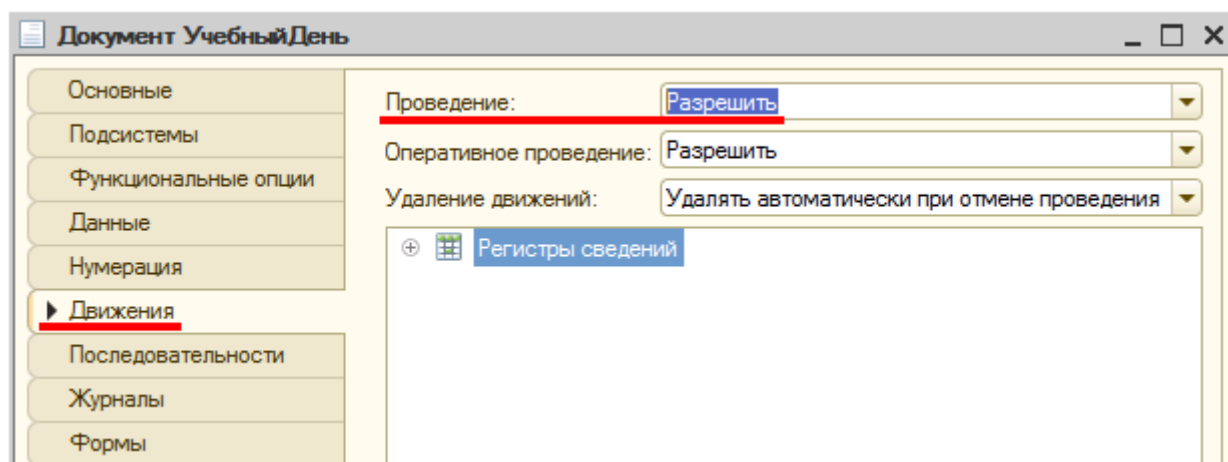 Документ УчебныйДень
Основные
Подсистемы
Функциональные опции
Данные
Нумерация
Движения
Последовательности
Журналы
Формы
Проведение: Разрешить
Оперативное проведение: Разрешить
Удаление движений: Удалять автоматически при отмене проведения
Регистры сведений